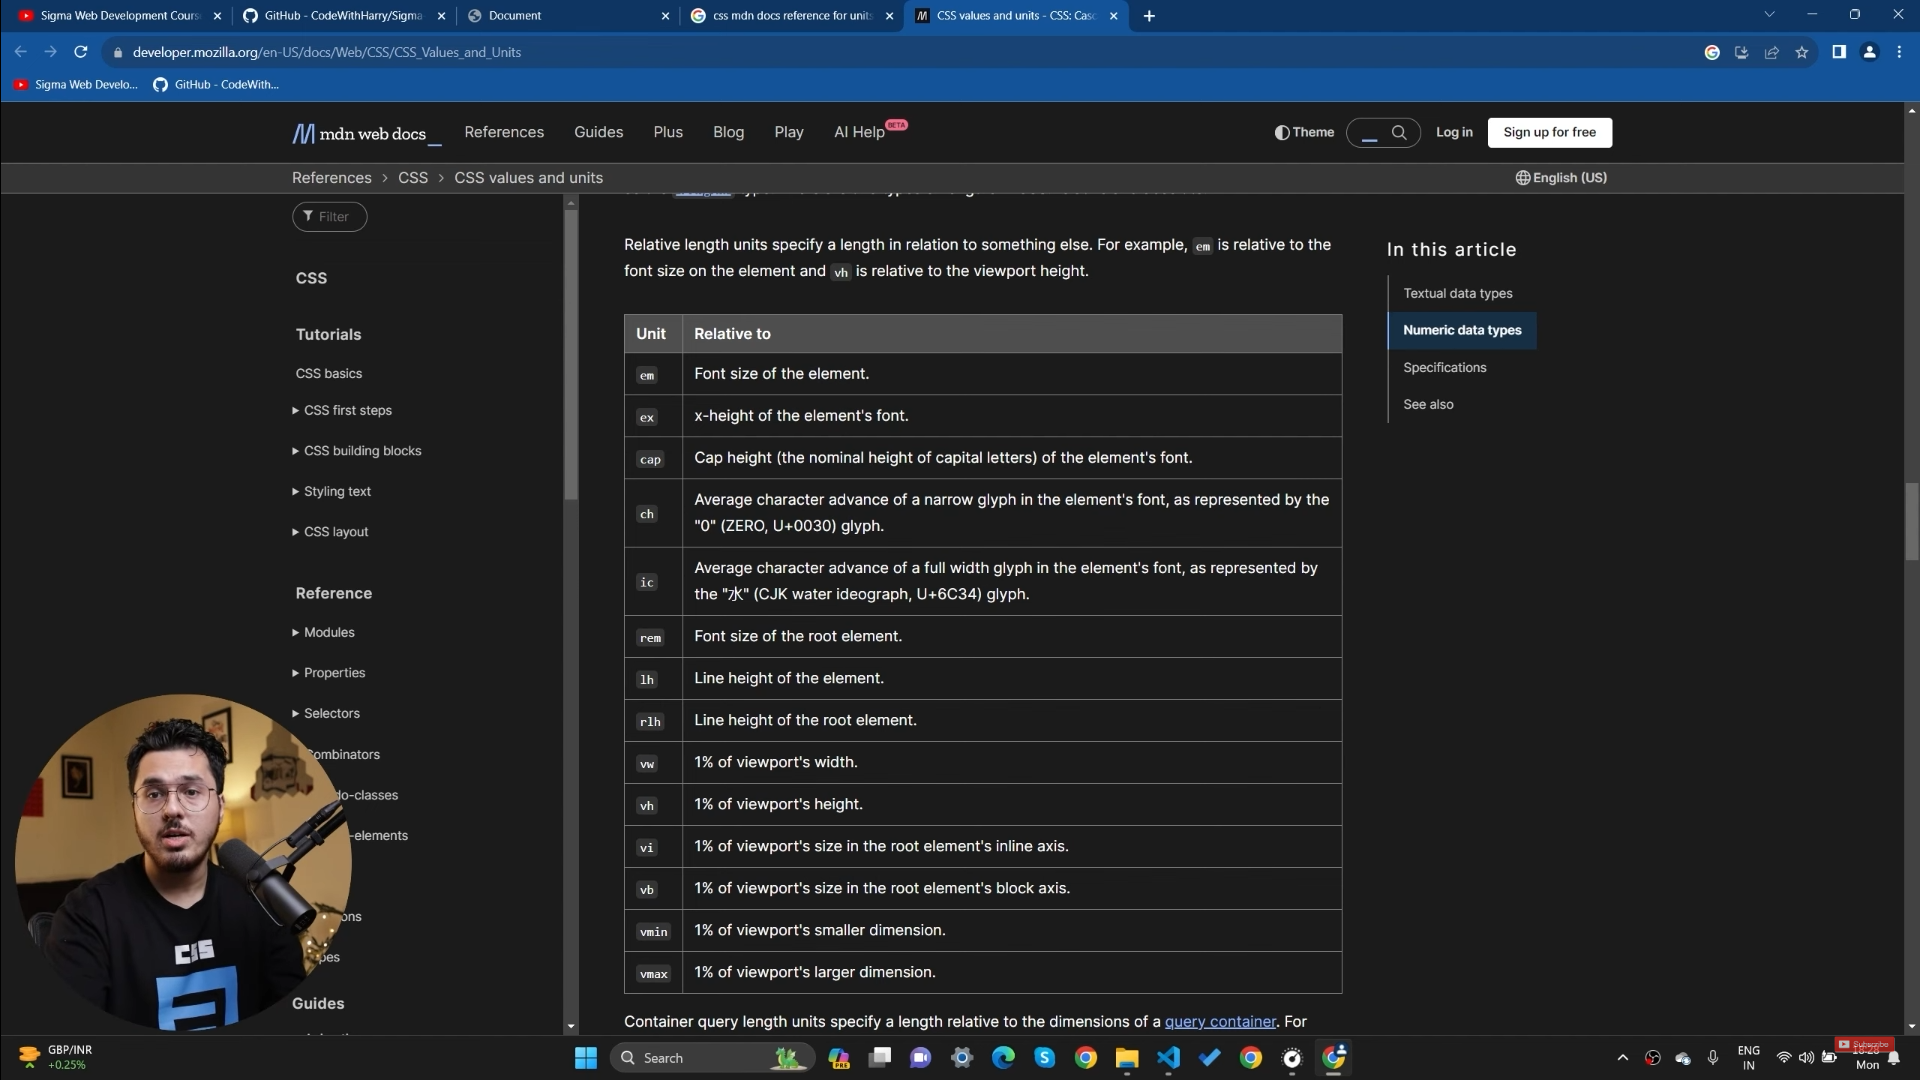 Sigma Web Development Cours
GitHub - CodeWithHarry/Sigma-
Document
css mdn docs reference for units
CSS values and units - CSS: Casc
developer.mozilla.org/en-US/docs/Web/CSS/CSS_Values_and_Units
Sigma Web Develo...
GitHub - CodeWith...
mdn web docs_
References
Guides
Plus
Blog
Play
AI Help
BETA
Theme
Log in
Sign up for free
References > CSS > CSS values and units
English (US)
Filter
CSS
Tutorials
CSS basics
CSS first steps
CSS building blocks
Styling text
CSS layout
Reference
Modules
Properties
Selectors
Combinators
do-classes
-elements
ons
pes
Guides
Relative length units specify a length in relation to something else. For example, em is relative to the
font size on the element and vh is relative to the viewport height.
Unit Relative to
em Font size of the element.
ex x-height of the element's font.
cap Cap height (the nominal height of capital letters) of the element's font.
ch Average character advance of a narrow glyph in the element's font, as represented by the
"0" (ZERO, U+0030) glyph.
ic Average character advance of a full width glyph in the element's font, as represented by
the "水" (CJK water ideograph, U+6C34) glyph.
rem Font size of the root element.
lh Line height of the element.
rlh Line height of the root element.
vw 1% of viewport's width.
vh 1% of viewport's height.
vi 1% of viewport's size in the root element's inline axis.
vb 1% of viewport's size in the root element's block axis.
vmin 1% of viewport's smaller dimension.
vmax 1% of viewport's larger dimension.
Container query length units specify a length relative to the dimensions of a query container. For
In this article
Textual data types
Numeric data types
Specifications
See also
CSS
GBP/INR
+0.25%
Search
PRE
ENG
IN
Subscribe
Mon